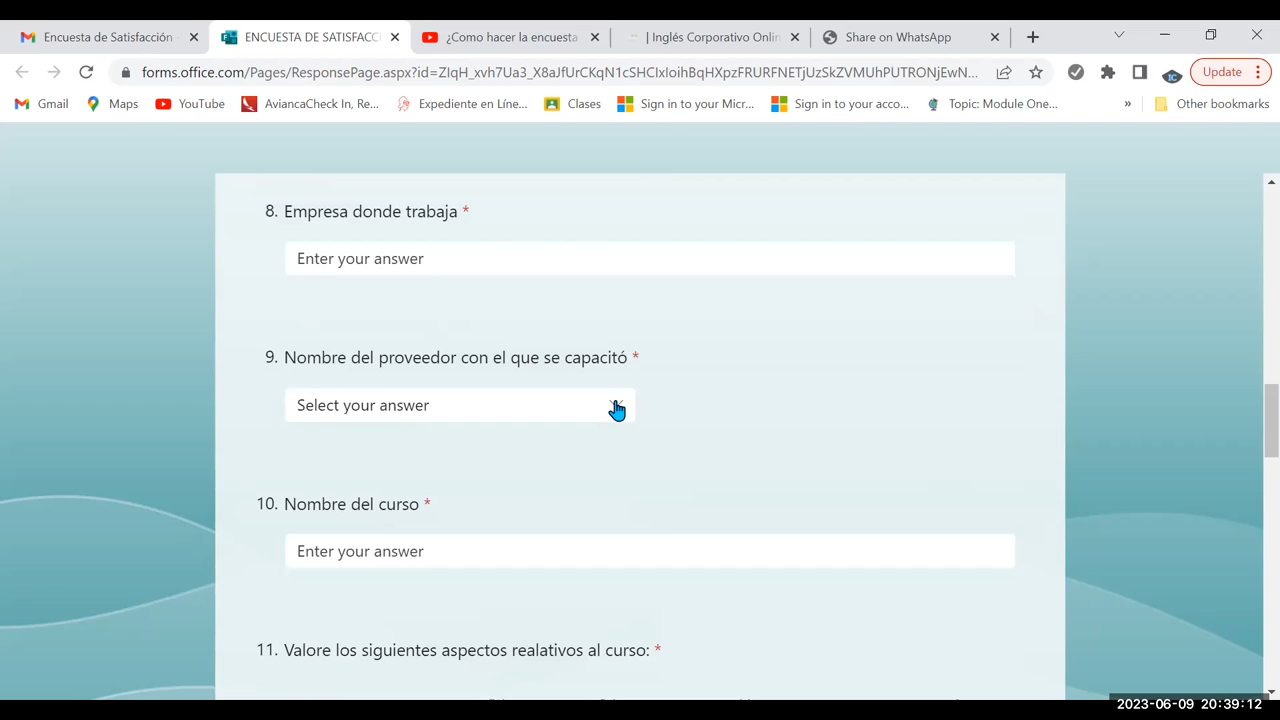 Encuesta de Satisfacción -
ENCUESTA DE SATISFACC
¿Como hacer la encuesta
| Inglés Corporativo Onlin
Share on WhatsApp
forms.office.com/Pages/ResponsePage.aspx?id=ZIqH_xvh7Ua3_X8aJfUrCKqN1cSHCIxIoihBqHXpzFRURFNETjUzSkZVMUhPUTRONjEwN...
Update
Gmail
Maps
YouTube
AviancaCheck In, Re...
Expediente en Líne...
Clases
Sign in to your Micr...
Sign in to your acco...
Topic: Module One...
»
Other bookmarks
8. Empresa donde trabaja *
Enter your answer
9. Nombre del proveedor con el que se capacitó *
Select your answer
10. Nombre del curso *
Enter your answer
11. Valore los siguientes aspectos realativos al curso: *
2023-06-09 20:39:12